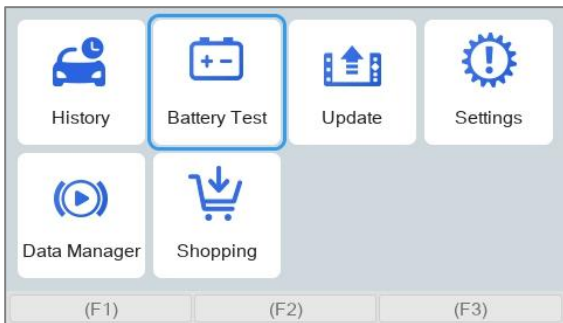 History
Battery Test
Update
Settings
Data Manager
Shopping
(F1)
(F2)
(F3)